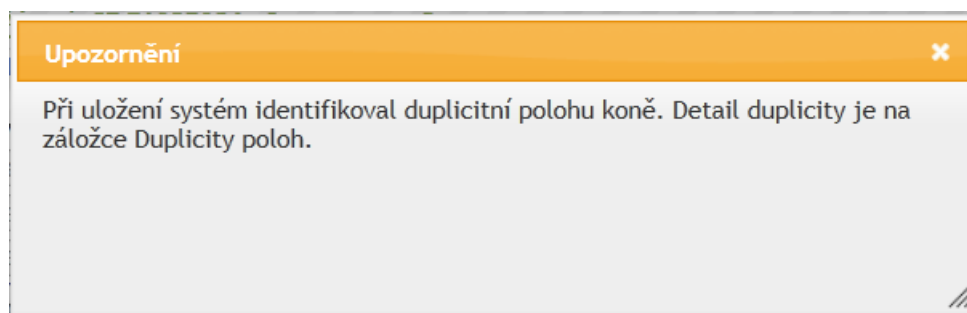 Upozornění
Při uložení systém identifikoval duplicitní polohu koně. Detail duplicity je na
záložce Duplicity poloh.